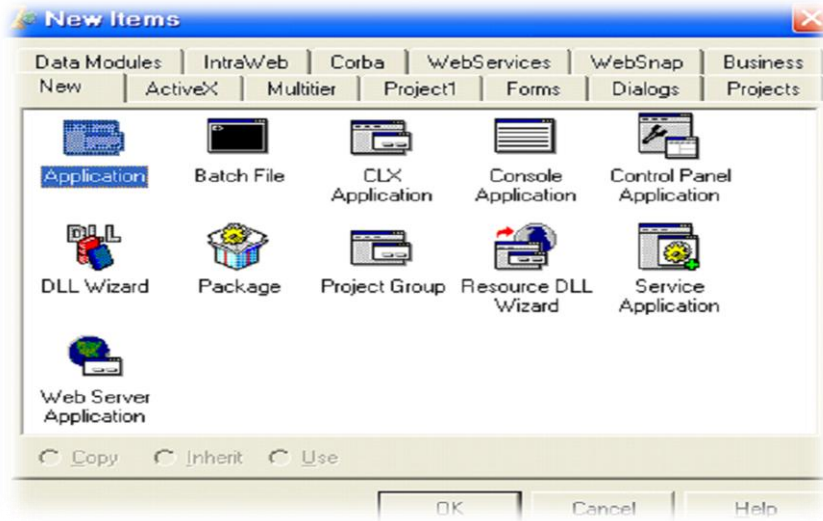 New Items
Data Modules IntraWeb Corba WebServices WebSnap Business
New ActiveX Multitier Project1 Forms Dialogs Projects
Application Batch File CLX Application Console Application Control Panel Application
DLL Wizard Package Project Group Resource DLL Wizard Service Application
Web Server Application
Copy Inherit Use
OK Cancel Help